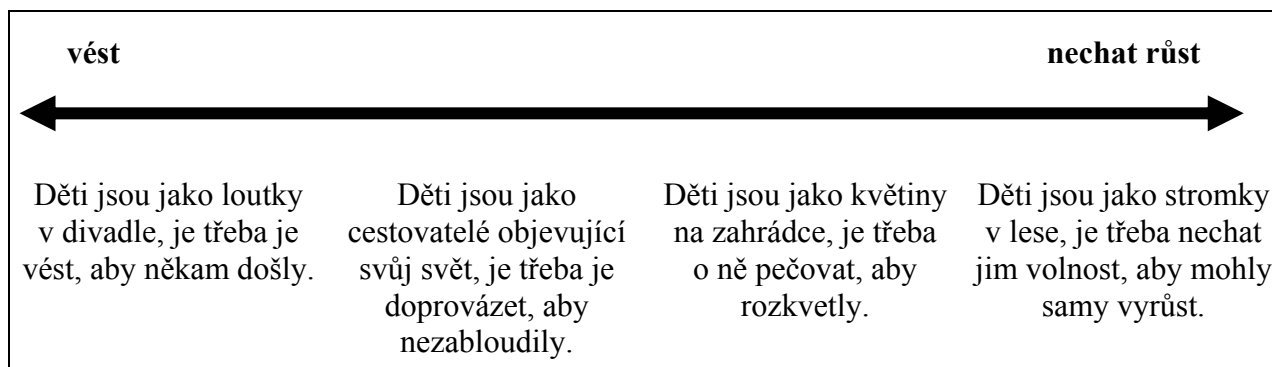 vést
nechat růst
Děti jsou jako loutky
v divadle, je třeba je
vést, aby někam došly.
Děti jsou jako
cestovatelé objevující
svůj svět, je třeba je
doprovázet, aby
nezabloudily.
Děti jsou jako květiny
na zahrádce, je třeba
o ně pečovat, aby
rozkvetly.
Děti jsou jako stromky
v lese, je třeba nechat
jim volnost, aby mohly
samy vyrůst.